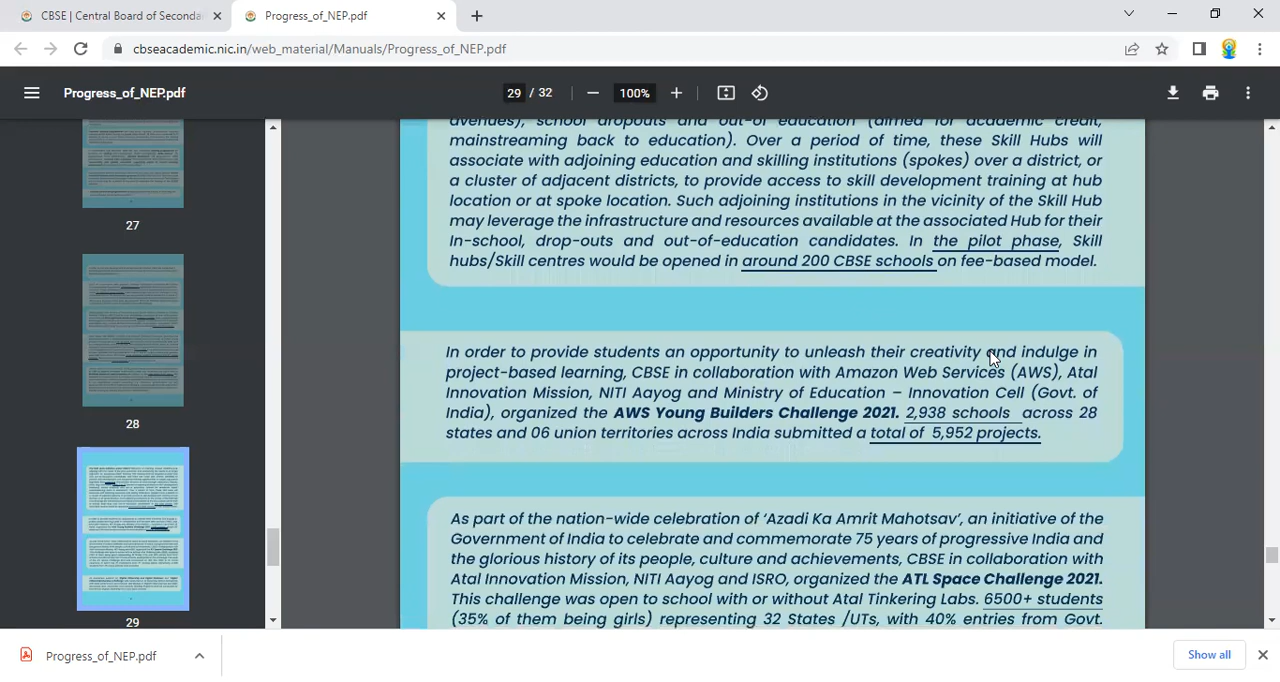 CBSE | Central Board of Seconda
Progress_of_NEP.pdf
cbseacademic.nic.in/web_material/Manuals/Progress_of_NEP.pdf
Progress_of_NEP.pdf
29 / 32
100%
27
28
29
avenues), school dropouts and out-of education (aimed for academic credit,
mainstreaming back to education). Over a period of time, these Skill Hubs will
associate with adjoining education and skilling institutions (spokes) over a district, or
a cluster of adjacent districts, to provide access to skill development training at hub
location or at spoke location. Such adjoining institutions in the vicinity of the Skill Hub
may leverage the infrastructure and resources available at the associated Hub for their
In-school, drop-outs and out-of-education candidates. In the pilot phase, Skill
hubs/Skill centres would be opened in around 200 CBSE schools on fee-based model.
In order to provide students an opportunity to unleash their creativity and indulge in
project-based learning, CBSE in collaboration with Amazon Web Services (AWS), Atal
Innovation Mission, NITI Aayog and Ministry of Education – Innovation Cell (Govt. of
India), organized the AWS Young Builders Challenge 2021. 2,938 schools across 28
states and 06 union territories across India submitted a total of 5,952 projects.
As part of the nation-wide celebration of ‘Azadi Ka Amrit Mahotsav’, an initiative of the
Government of India to celebrate and commemorate 75 years of progressive India and
the glorious history of its people, culture and achievements, CBSE in collaboration with
Atal Innovation Mission, NITI Aayog and ISRO, organized the ATL Space Challenge 2021.
This challenge was open to school with or without Atal Tinkering Labs. 6500+ students
(35% of them being girls) representing 32 States /UTs, with 40% entries from Govt.
Progress_of_NEP.pdf
Show all